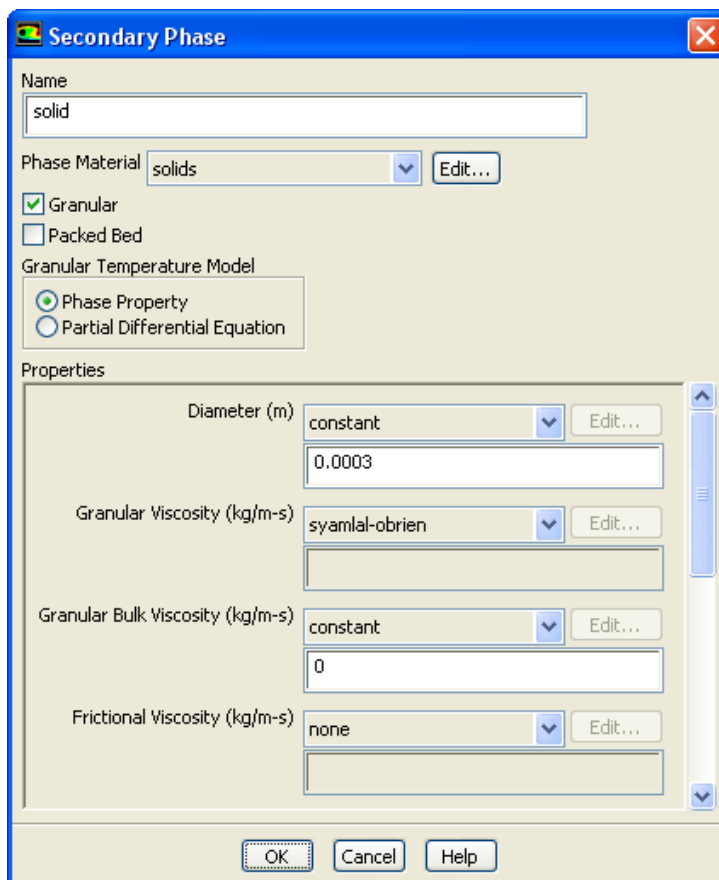 Secondary Phase
Name
solid
Phase Material solids Edit...
Granular
Packed Bed
Granular Temperature Model
Phase Property
Partial Differential Equation
Properties
Diameter (m) constant Edit...
0.0003
Granular Viscosity (kg/m-s) syamlal-obrien Edit...
Granular Bulk Viscosity (kg/m-s) constant Edit...
0
Frictional Viscosity (kg/m-s) none Edit...
OK Cancel Help